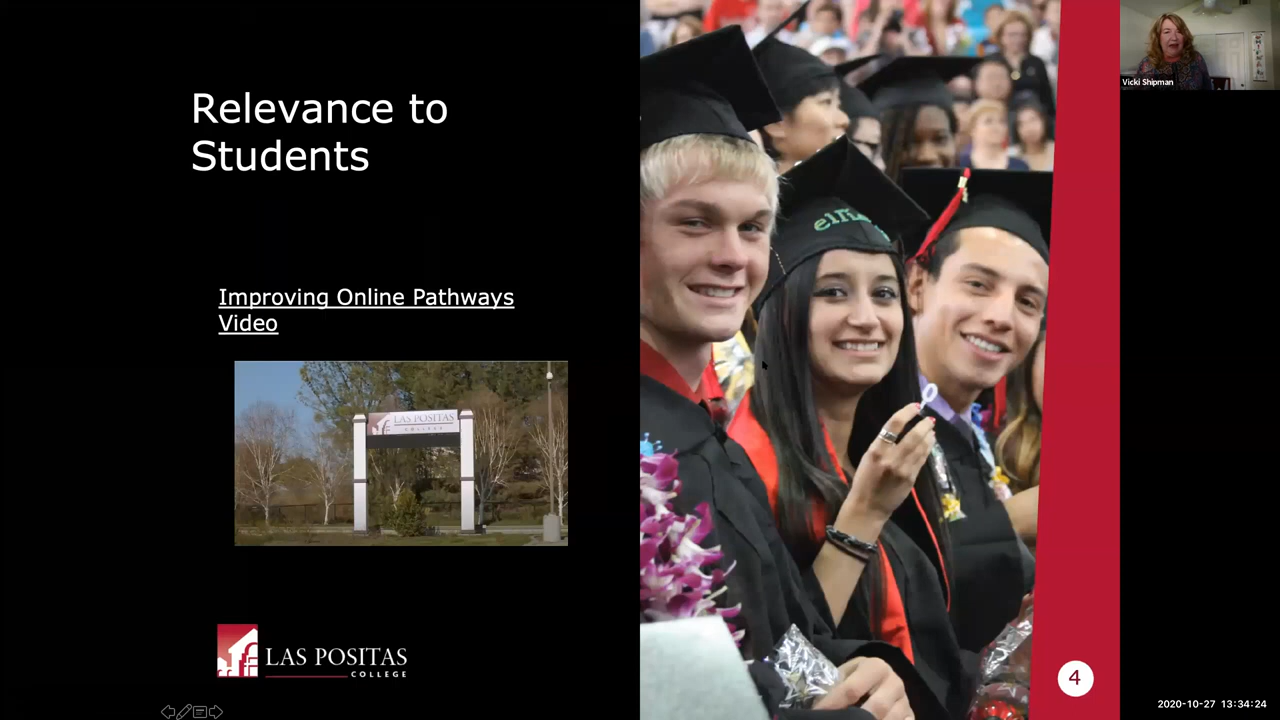 Relevance to
Students
Improving Online Pathways
Video
LAS POSITAS
COLLEGE
LAS POSITAS
COLLEGE
4
Vicki Shipman
2020-10-27 13:34:24